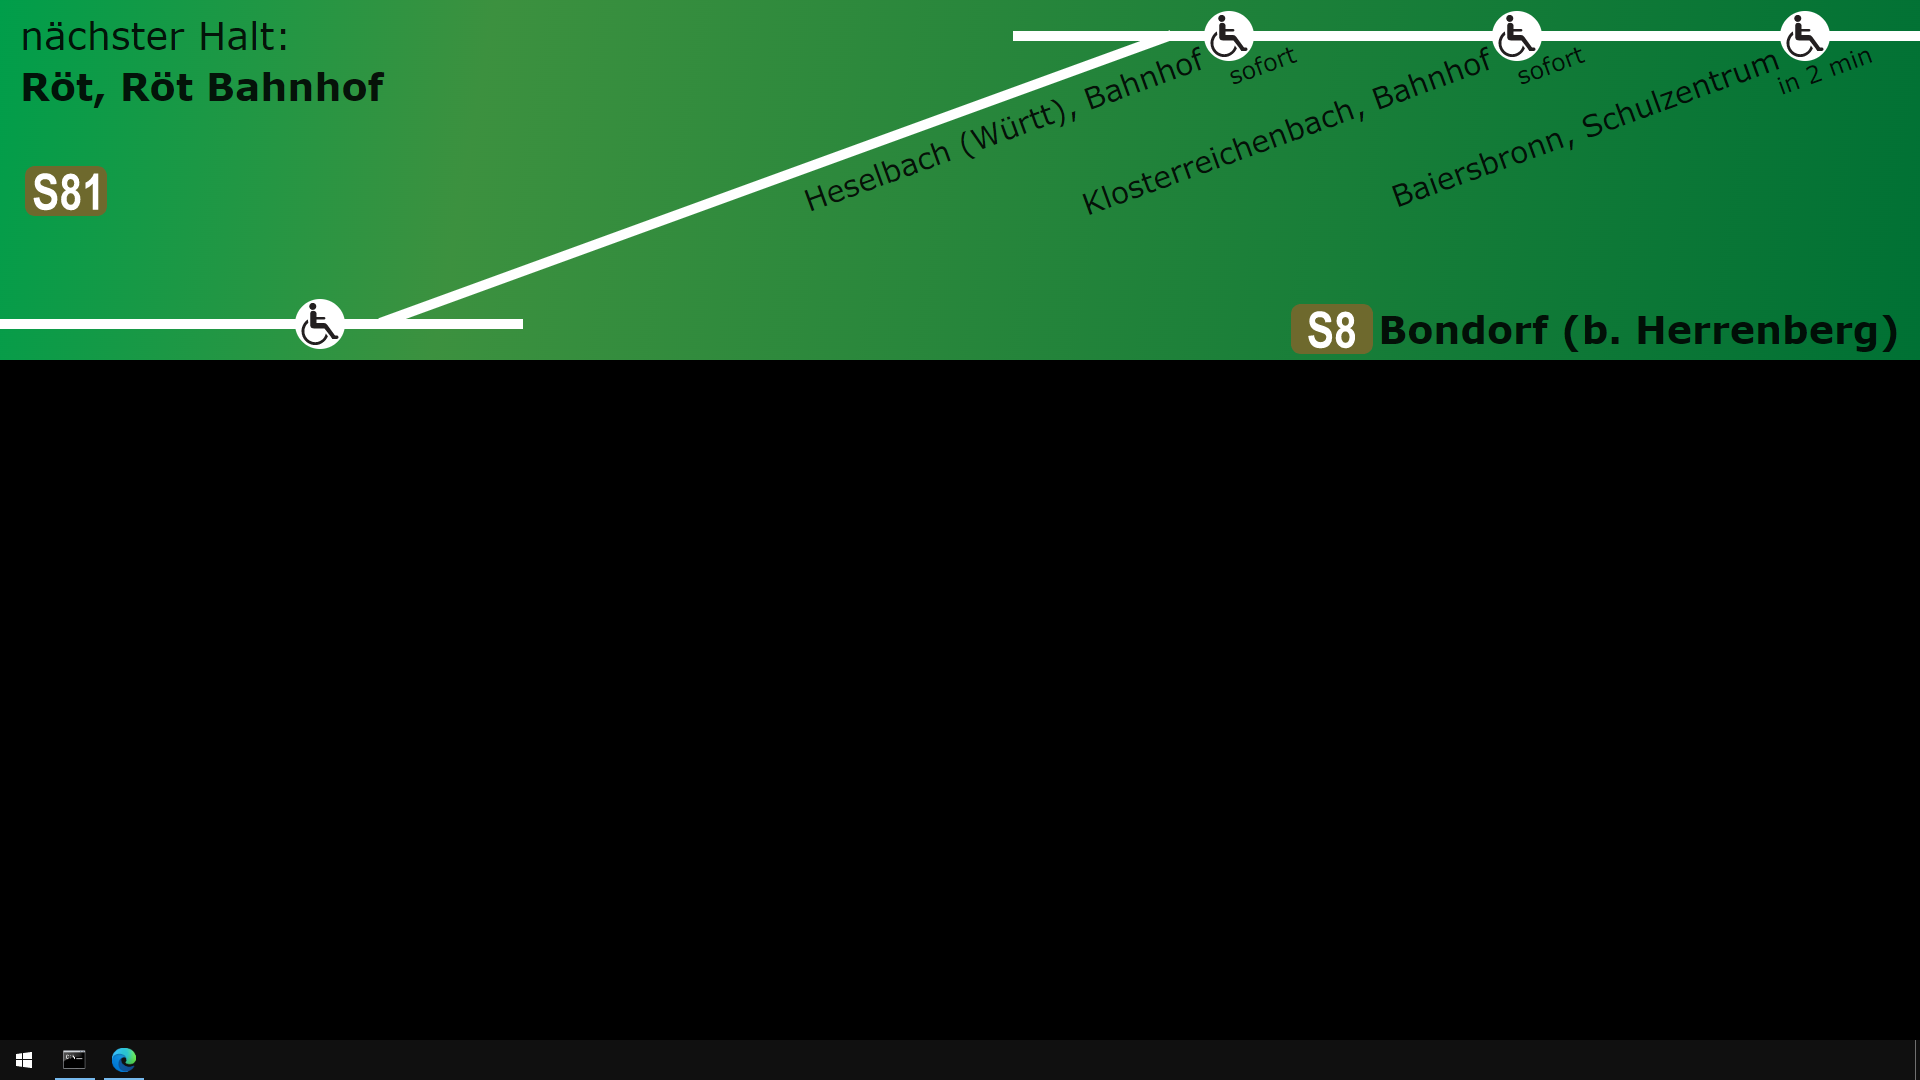 nächster Halt:
Röt, Röt Bahnhof
S81
Heselbach (Württ), Bahnhof
sofort
Klosterreichenbach, Bahnhof
sofort
Baiersbronn, Schulzentrum
in 2 min
S8 Bondorf (b. Herrenberg)